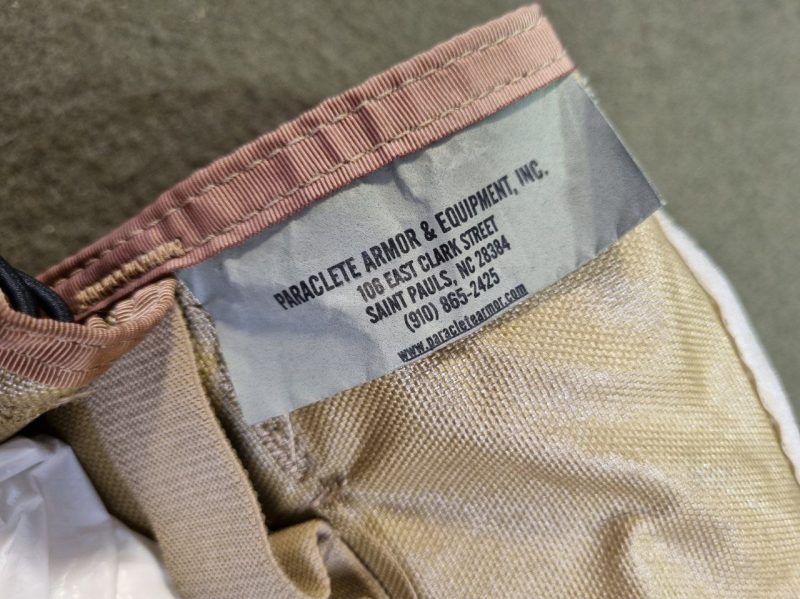 PARACLETE ARMOR & EQUIPMENT, INC.
106 EAST CLARK STREET
SAINT PAULS, NC 28384
(910) 865-2425
www.paracletearmor.com